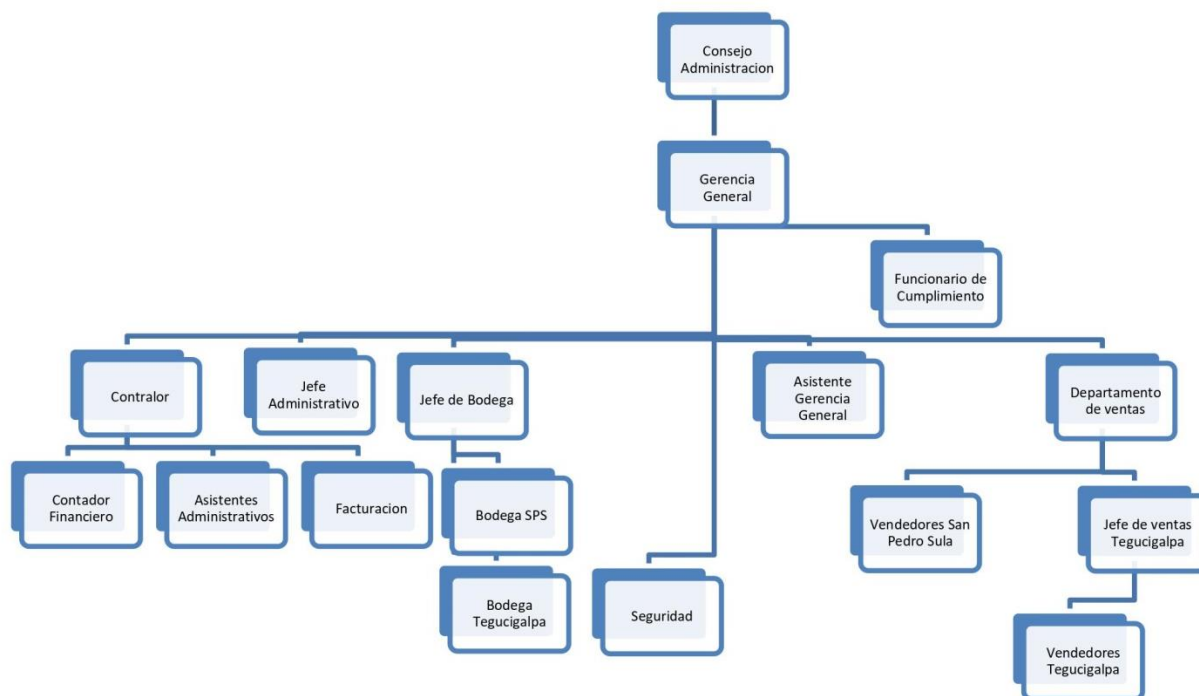 Consejo
Administracion
Gerencia
General
Funcionario de
Cumplimiento
Contralor
Jefe
Administrativo
Jefe de Bodega
Asistente
Gerencia
General
Departamento
de ventas
Contador
Financiero
Asistentes
Administrativos
Facturacion
Bodega SPS
Vendedores San
Pedro Sula
Jefe de ventas
Tegucigalpa
Bodega
Tegucigalpa
Seguridad
Vendedores
Tegucigalpa